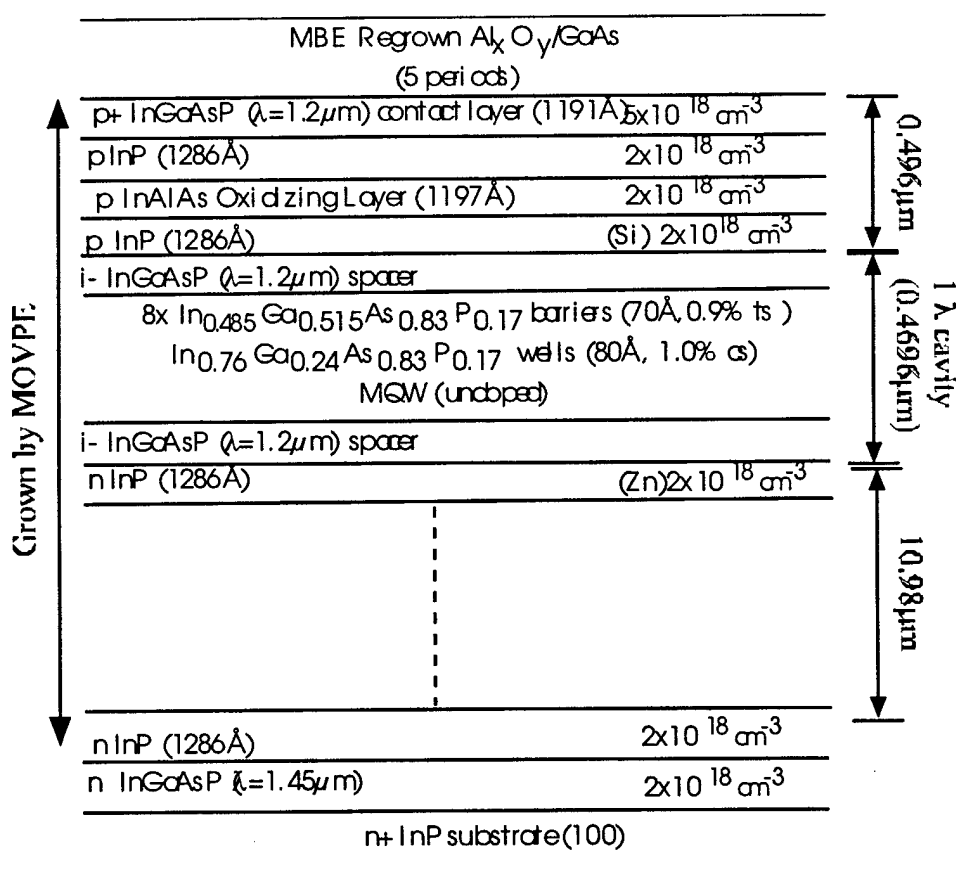 MBE Regrown AlxOy/GaAs
(5 periods)
p+ InGaAsP (λ=1.2μm) contact layer (1191Å) 5x10 18 cm-3
p InP (1286Å) 2x10 18 cm-3
p InAlAs Oxidizing Layer (1197Å) 2x10 18 cm-3
p InP (1286Å) (Si) 2x10 18 cm-3
0.496μm
i- InGaAsP (λ=1.2μm) spacer
8x In0.485 Ga0.515 As0.83 P0.17 barriers (70Å, 0.9% ts )
In0.76 Ga0.24 As0.83 P0.17 wells (80Å, 1.0% cs)
MQW (undoped)
i- InGaAsP (λ=1.2μm) spacer
1 λ cavity
(0.4696μm)
n InP (1286Å) (Zn)2x10 18 cm-3
10.98μm
n InP (1286Å) 2x10 18 cm-3
n InGaAsP (λ=1.45μm) 2x10 18 cm-3
n+ InP substrate (100)
Grown by MOVPE